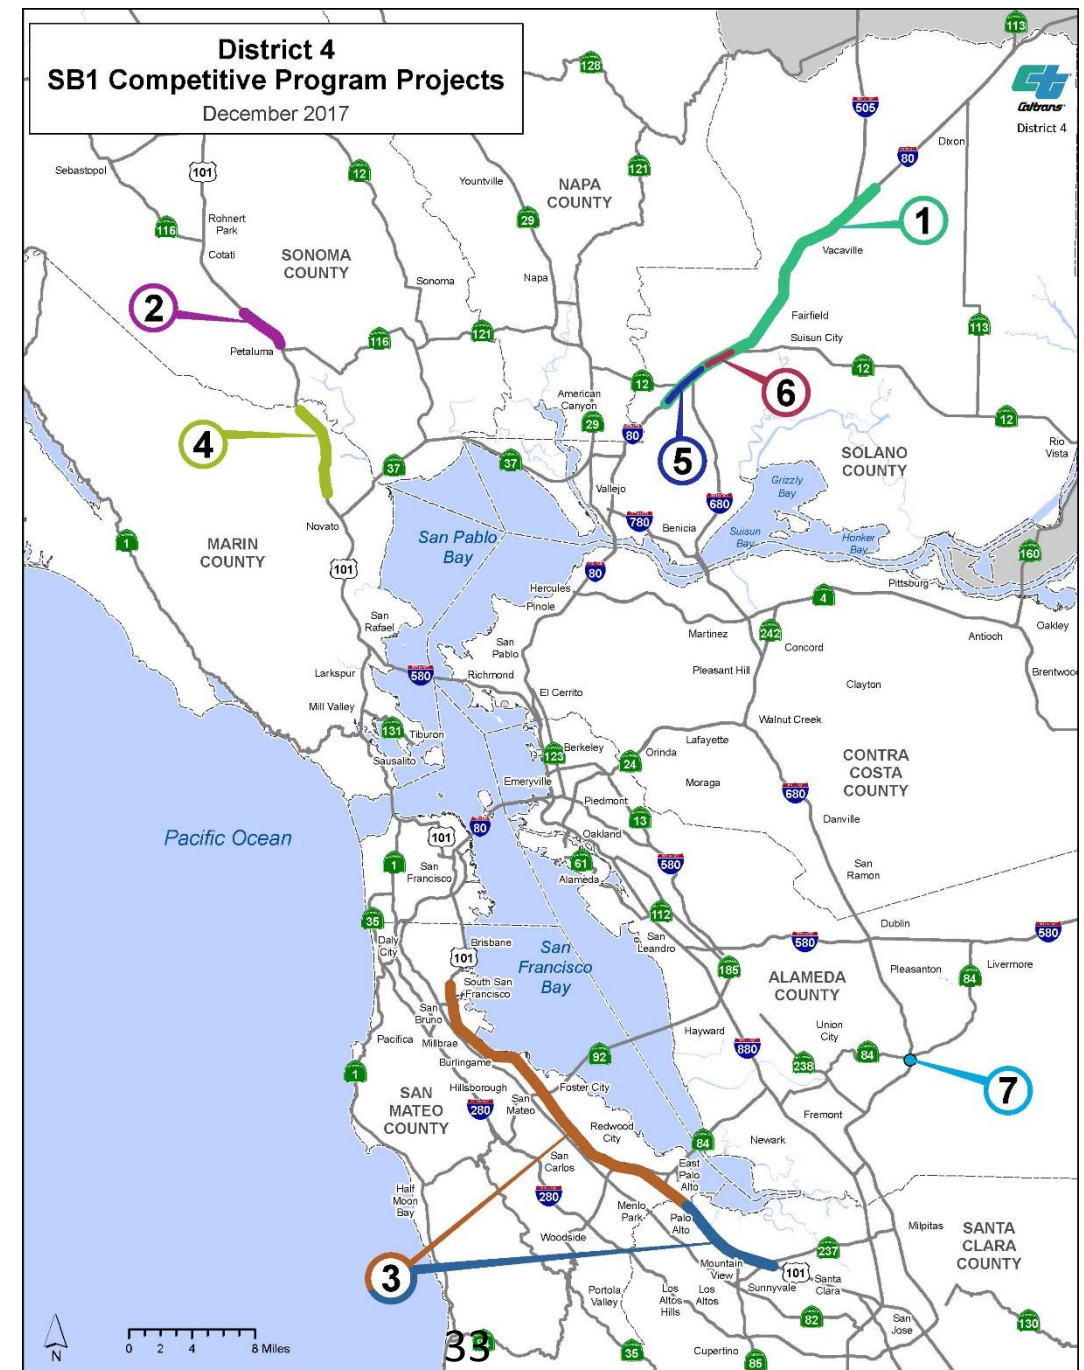 District 4
SB1 Competitive Program Projects
December 2017
113
Caltrans
District 4
128
505
80
Dixon
Sebastopol
101
12
Yountville
121
NAPA
COUNTY
29
116
Rohnert
Park
Cotati
SONOMA
COUNTY
1
Vacaville
Sonoma
Napa
2
Petaluma
116
121
Fairfield
Suisun City
113
12
12
6
American
Canyon
29
80
5
12
Rio
Vista
4
SOLANO
COUNTY
37
37
Grizzly
Bay
Vallejo
680
780
Benicia
Suisun
Bay
Honker
Bay
Novato
1
MARIN
COUNTY
San Pablo
Bay
160
101
80
Hercules
Pinole
4
Pittsburg
San
Rafael
San
Pablo
Martinez
242
Concord
Antioch
Oakley
Larkspur
580
Richmond
Pleasant Hill
Brentwoo
Clayton
Mill Valley
El Cerrito
Walnut Creek
131
Tiburon
Sausalito
123
Berkeley
24
Orinda
Lafayette
Moraga
CONTRA
COSTA
COUNTY
Emeryville
680
Piedmont
13
Danville
Pacific Ocean
101
80
Oakland
1
San
Francisco
61
Alameda
580
San
Ramon
35
112
Daly
City
Brisbane
San
Leandro
Dublin
580
580
101
San
Francisco
Bay
185
Pleasanton
Livermore
84
South San
Francisco
ALAMEDA
COUNTY
San
Bruno
Pacifica
Millbrae
Burlingame
Hayward
Union
City
92
880
238
84
7
1
Hillsborough
280
San
Mateo
Foster City
SAN
MATEO
COUNTY
Fremont
Redwood
City
84
Newark
San
Carlos
East
Palo
Alto
Half
Moon
Bay
280
Menlo
Park
Palo
Alto
Milpitas
Woodside
SANTA
CLARA
COUNTY
237
3
Mountain
View
101
Sunnyvale
Santa
Clara
Portola
Valley
Los
Altos
Hills
Los
Altos
82
San
Jose
130
N
0 2 4 8 Miles
33
35
Cupertino
85